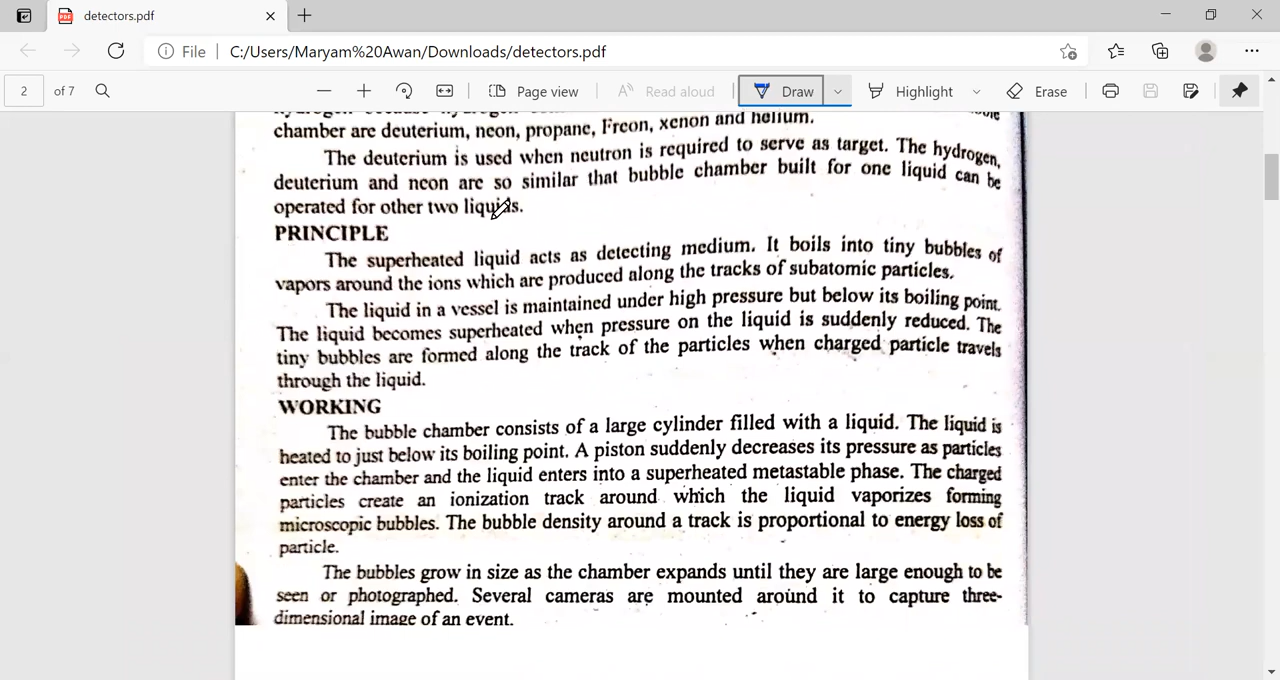 detectors.pdf
File | C:/Users/Maryam%20Awan/Downloads/detectors.pdf
2 of 7 Page view Read aloud Draw Highlight Erase
chamber are deuterium, neon, propane, Freon, xenon and helium.
The deuterium is used when neutron is required to serve as target. The hydrogen,
deuterium and neon are so similar that bubble chamber built for one liquid can be
operated for other two liquids.
PRINCIPLE
The superheated liquid acts as detecting medium. It boils into tiny bubbles of
vapors around the ions which are produced along the tracks of subatomic particles.
The liquid in a vessel is maintained under high pressure but below its boiling point.
The liquid becomes superheated when pressure on the liquid is suddenly reduced. The
tiny bubbles are formed along the track of the particles when charged particle travels
through the liquid.
WORKING
The bubble chamber consists of a large cylinder filled with a liquid. The liquid is
heated to just below its boiling point. A piston suddenly decreases its pressure as particles
enter the chamber and the liquid enters into a superheated metastable phase. The charged
particles create an ionization track around which the liquid vaporizes forming
microscopic bubbles. The bubble density around a track is proportional to energy loss of
particle.
The bubbles grow in size as the chamber expands until they are large enough to be
seen or photographed. Several cameras are mounted around it to capture three-
dimensional image of an event.